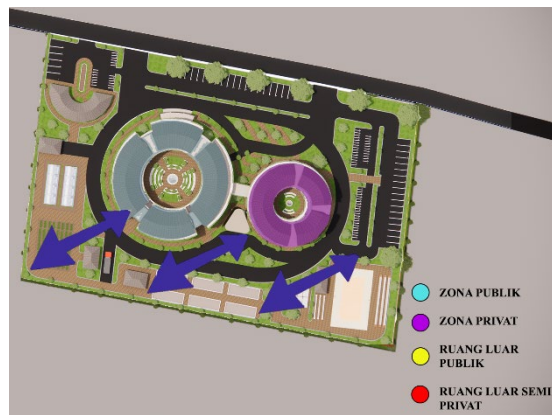 ZONA PUBLIK
ZONA PRIVAT
RUANG LUAR
PUBLIK
RUANG LUAR SEMI
PRIVAT